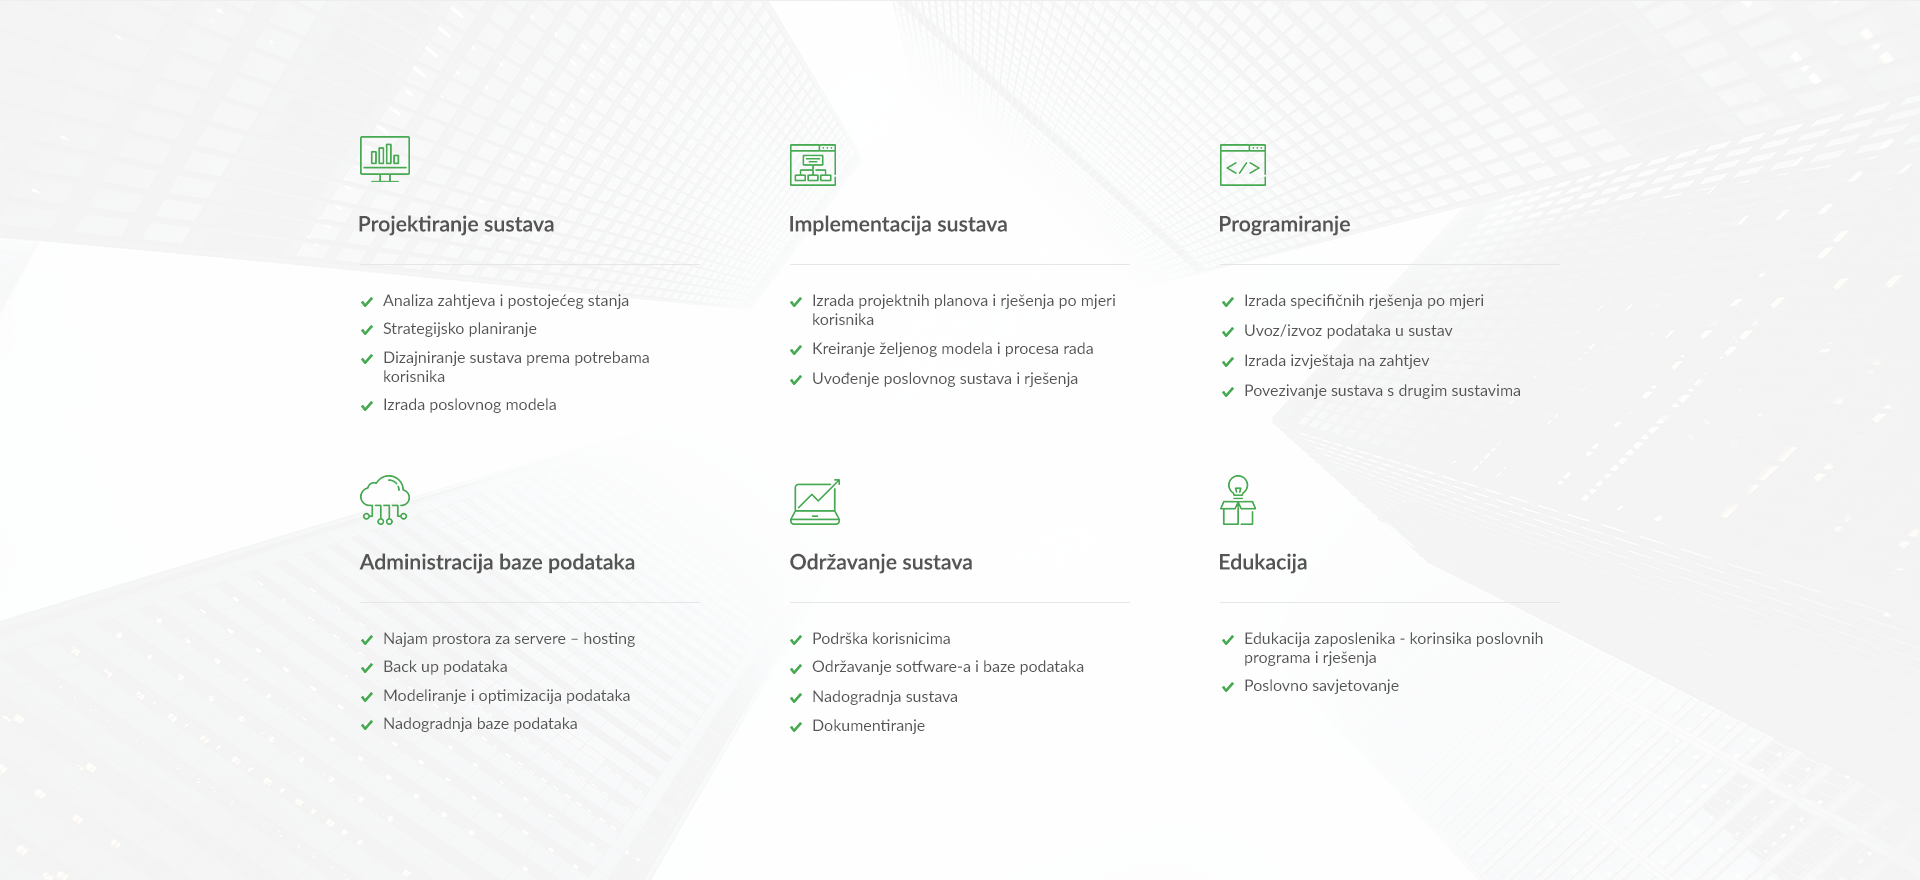 Projektiranje sustava
Analiza zahtjeva i postojećeg stanja
Strategijsko planiranje
Dizajniranje sustava prema potrebama
korisnika
Izrada poslovnog modela
Implementacija sustava
Izrada projektnih planova i rješenja po mjeri
korisnika
Kreiranje željenog modela i procesa rada
Uvođenje poslovnog sustava i rješenja
Programiranje
Izrada specifičnih rješenja po mjeri
Uvoz/izvoz podataka u sustav
Izrada izvještaja na zahtjev
Povezivanje sustava s drugim sustavima
Administracija baze podataka
Najam prostora za servere – hosting
Back up podataka
Modeliranje i optimizacija podataka
Nadogradnja baze podataka
Održavanje sustava
Podrška korisnicima
Održavanje sotfware-a i baze podataka
Nadogradnja sustava
Dokumentiranje
Edukacija
Edukacija zaposlenika - korinsika poslovnih
programa i rješenja
Poslovno savjetovanje